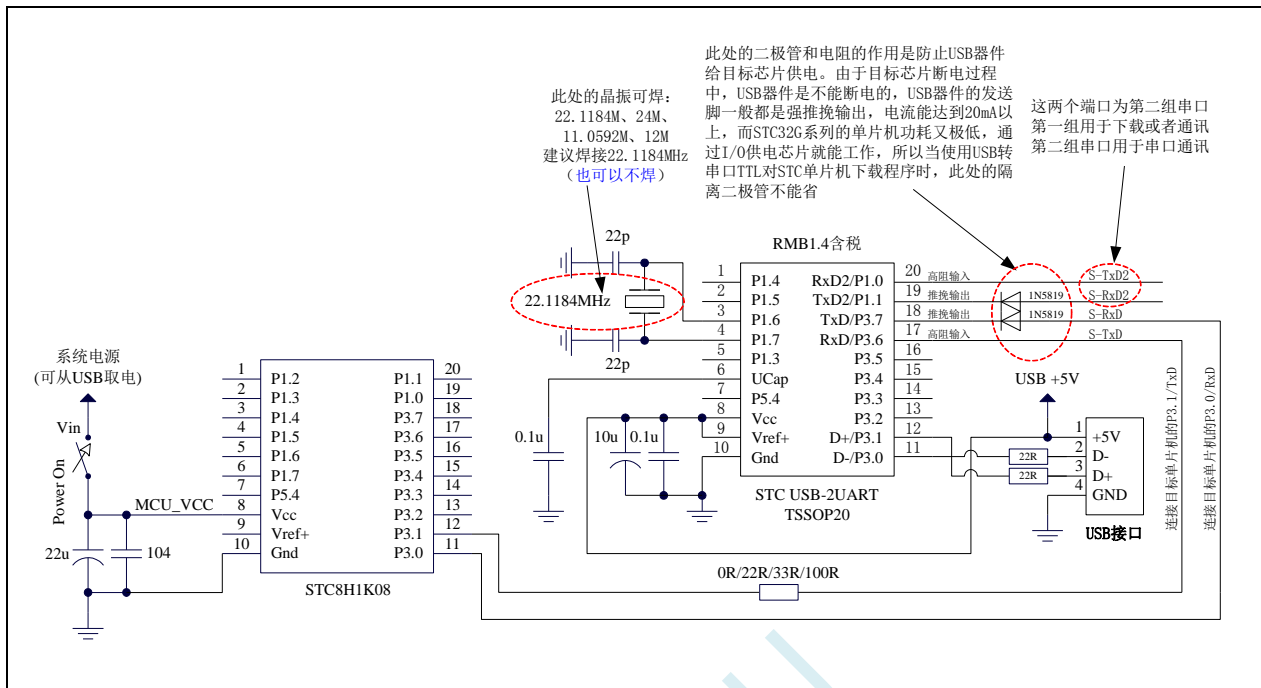 此处的二极管和电阻的作用是防止USB器件
给目标芯片供电。由于目标芯片断电过程
中，USB器件是不能断电的，USB器件的发送
脚一般都是强推挽输出，电流能达到20mA以
上，而STC32G系列的单片机功耗又极低，通
过I/O供电芯片就能工作，所以当使用USB转
串口TTL对STC单片机下载程序时，此处的隔
离二极管不能省
此处的晶振可焊：
22.1184M、24M、
11.0592M、12M
建议焊接22.1184MHz
（也可以不焊）
这两个端口为第二组串口
第一组用于下载或者通讯
第二组串口用于串口通讯
22p
22.1184MHz
22p
RMB1.4含税
1 P1.4
2 P1.5
3 P1.6
4 P1.7
5 P1.3
6 UCap
7 P5.4
8 Vcc
9 Vref+
10 Gnd
RxD2/P1.0 20 高阻输入 S-TxD2
TxD2/P1.1 19 推挽输出 1N5819 S-RxD2
TxD/P3.7 18 推挽输出 1N5819 S-RxD
RxD/P3.6 17 高阻输入 S-TxD
P3.5 16
P3.4 15
P3.3 14
P3.2 13
D+/P3.1 12
D-/P3.0 11
STC USB-2UART
TSSOP20
0.1u
10u
0.1u
USB +5V
1 +5V
2 D-
3 D+
4 GND
22R
22R
USB接口
连接目标单片机的P3.1/TxD
连接目标单片机的P3.0/RxD
系统电源
(可从USB取电)
Vin
Power On
MCU_VCC
22u
104
1 P1.2
2 P1.3
3 P1.4
4 P1.5
5 P1.6
6 P1.7
7 P5.4
8 Vcc
9 Vref+
10 Gnd
P1.1 20
P1.0 19
P3.7 18
P3.6 17
P3.5 16
P3.4 15
P3.3 14
P3.2 13
P3.1 12
P3.0 11
STC8H1K08
0R/22R/33R/100R